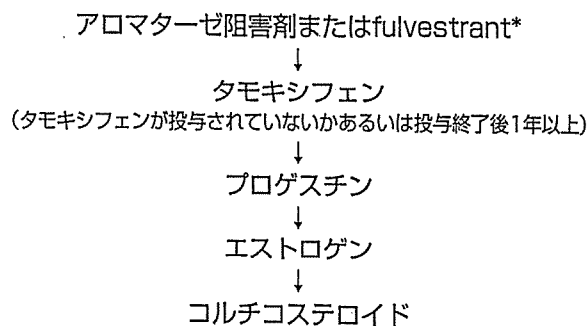 アロマターゼ阻害剤またはfulvestrant*
↓
タモキシフェン
(タモキシフェンが投与されていないかあるいは投与終了後1年以上)
↓
プロゲスチン
↓
エストロゲン
↓
コルチコステロイド